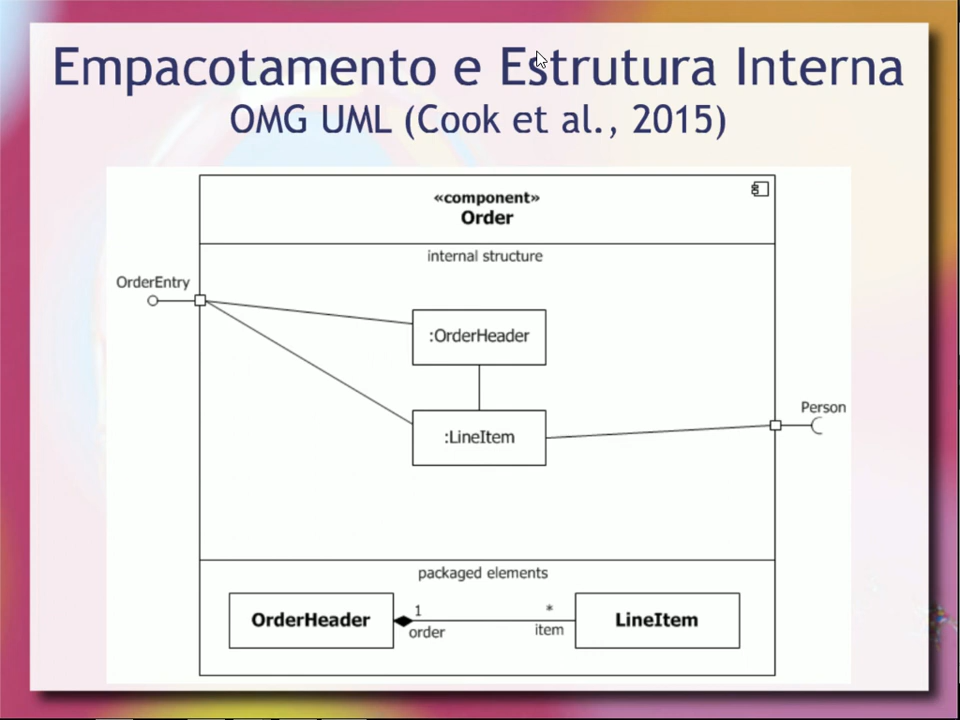 Empacotamento e Estrutura Interna
OMG UML (Cook et al., 2015)
«component»
Order
internal structure
OrderEntry
:OrderHeader
:LineItem
Person
packaged elements
OrderHeader
1
order
*
item
LineItem